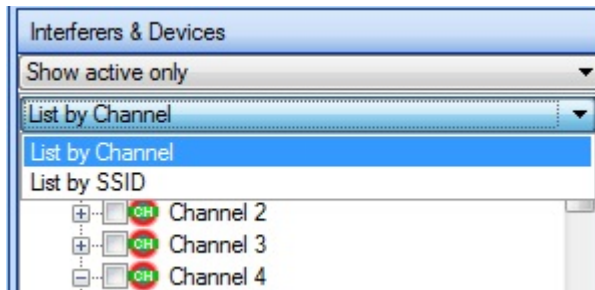 Interferers & Devices
Show active only
List by Channel
List by Channel
List by SSID
CH Channel 2
CH Channel 3
CH Channel 4